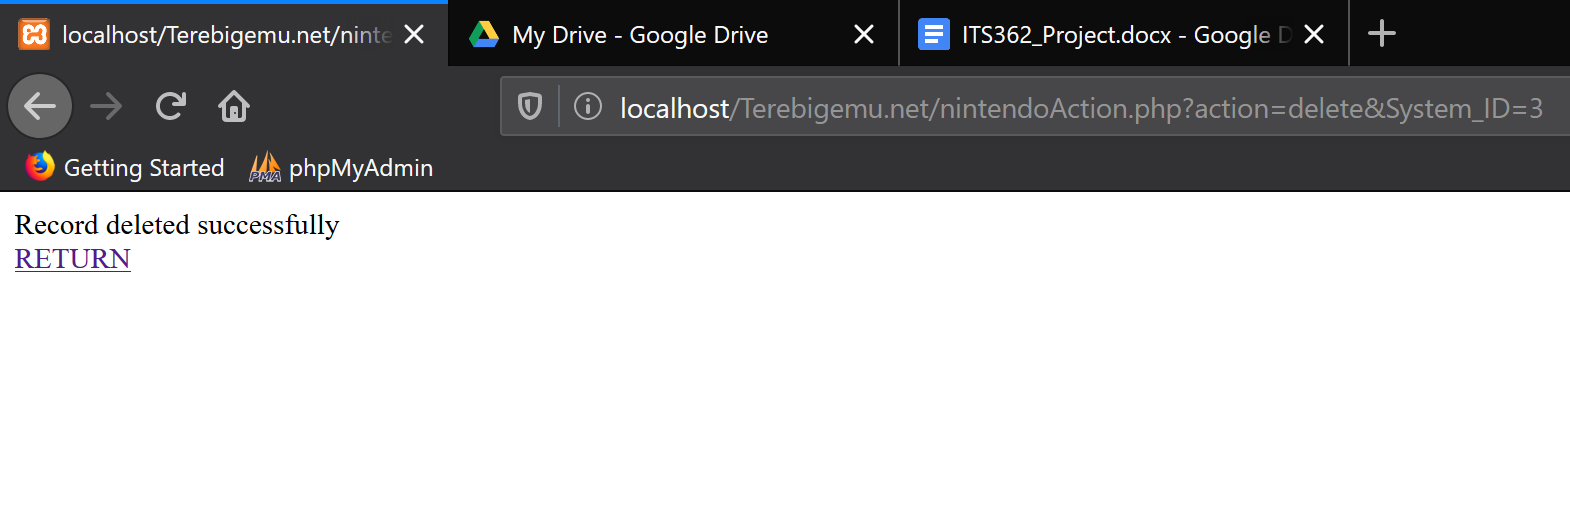 localhost/Terebigemu.net/ninte
My Drive - Google Drive
ITS362_Project.docx - Google D
localhost/Terebigemu.net/nintendoAction.php?action=delete&System_ID=3
Getting Started
PMA phpMyAdmin
Record deleted successfully
RETURN